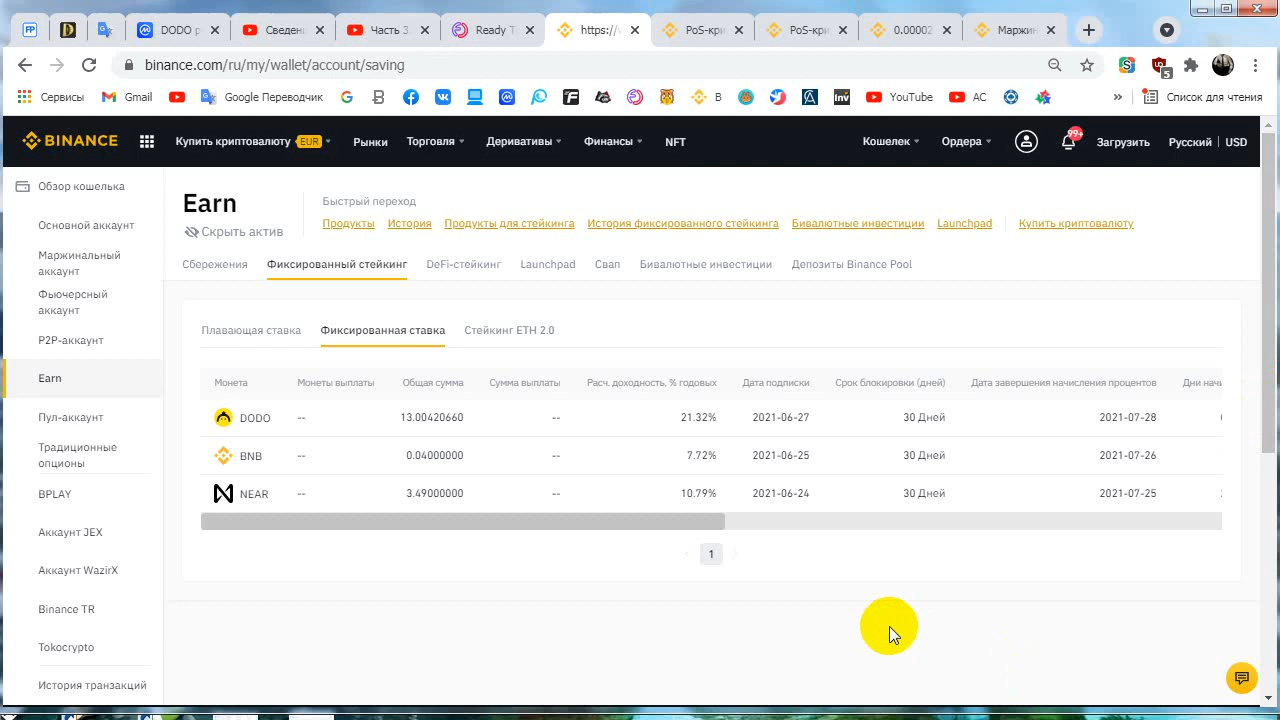 FP
DODO р
Сведен
Часть 3
Ready T
https://
PoS-кри
PoS-кри
0.00002
Маржин
binance.com/ru/my/wallet/account/saving
5
Сервисы
Gmail
Google Переводчик
B
inv
YouTube
АС
»
Список для чтения
BINANCE
Купить криптовалюту EUR
Рынки
Торговля
Деривативы
Финансы
NFT
Кошелек
Ордера
99+
Загрузить
Русский | USD
Обзор кошелька
Основной аккаунт
Маржинальный
аккаунт
Фьючерсный
аккаунт
P2P-аккаунт
Earn
Пул-аккаунт
Традиционные
опционы
BPLAY
Аккаунт JEX
Аккаунт WazirX
Binance TR
Tokocrypto
История транзакций
Earn
Скрыть актив
Быстрый переход
Продукты
История
Продукты для стейкинга
История фиксированного стейкинга
Бивалютные инвестиции
Launchpad
Купить криптовалюту
Сбережения
Фиксированный стейкинг
DeFi-стейкинг
Launchpad
Свап
Бивалютные инвестиции
Депозиты Binance Pool
Плавающая ставка
Фиксированная ставка
Стейкинг ETH 2.0
Монета Монеты выплаты Общая сумма Сумма выплаты Расч. доходность, % годовых Дата подписки Срок блокировки (дней) Дата завершения начисления процентов Дни начи
DODO -- 13.00420660 -- 21.32% 2021-06-27 30 Дней 2021-07-28
BNB -- 0.04000000 -- 7.72% 2021-06-25 30 Дней 2021-07-26
NEAR -- 3.49000000 -- 10.79% 2021-06-24 30 Дней 2021-07-25
1